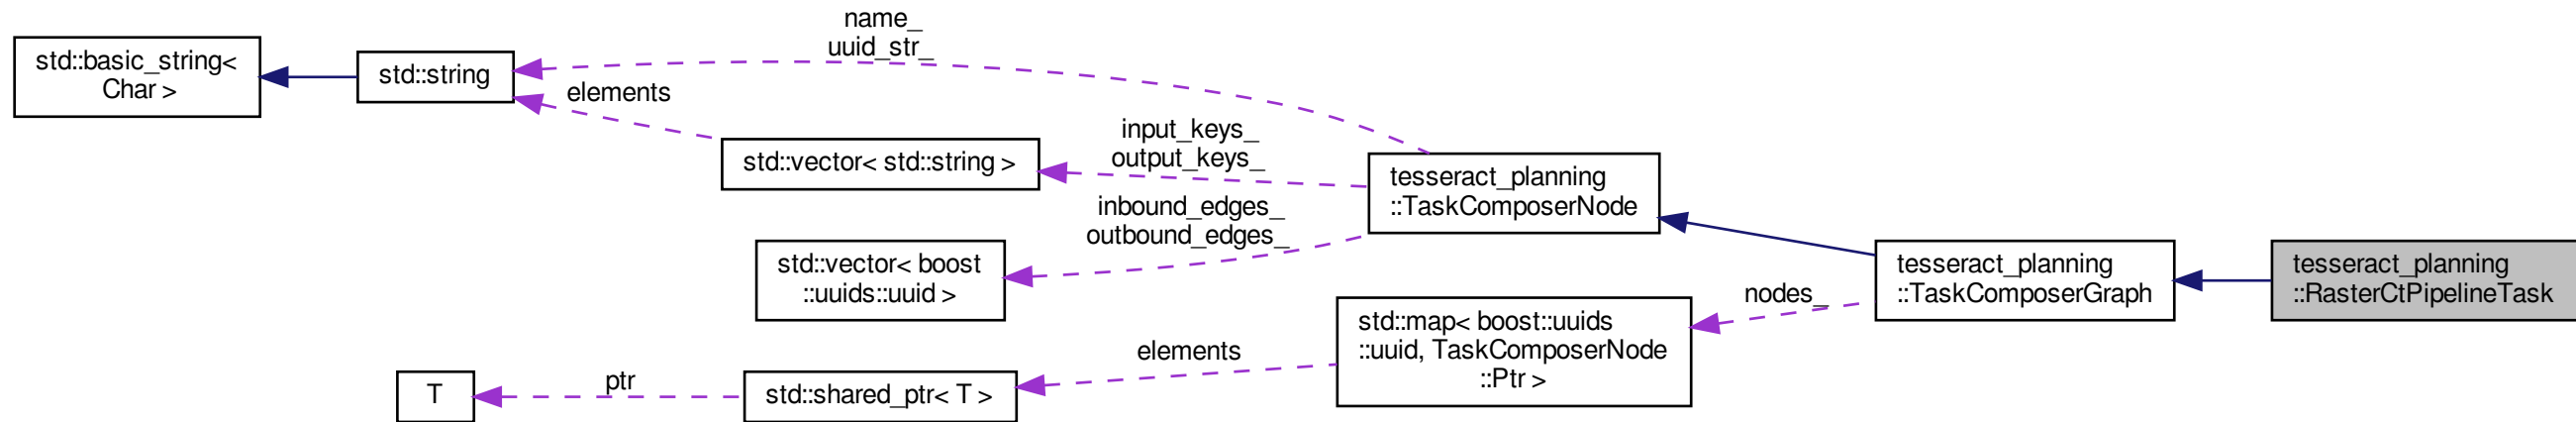 name_
uuid_str_
std::basic_string<
Char >
std::string
elements
input_keys_
output_keys_
std::vector< std::string >
tesseract_planning
::TaskComposerNode
inbound_edges_
outbound_edges_
std::vector< boost
::uuids::uuid >
tesseract_planning
::TaskComposerGraph
tesseract_planning
::RasterCtPipelineTask
nodes_
std::map< boost::uuids
::uuid, TaskComposerNode
::Ptr >
elements
ptr
T
std::shared_ptr< T >